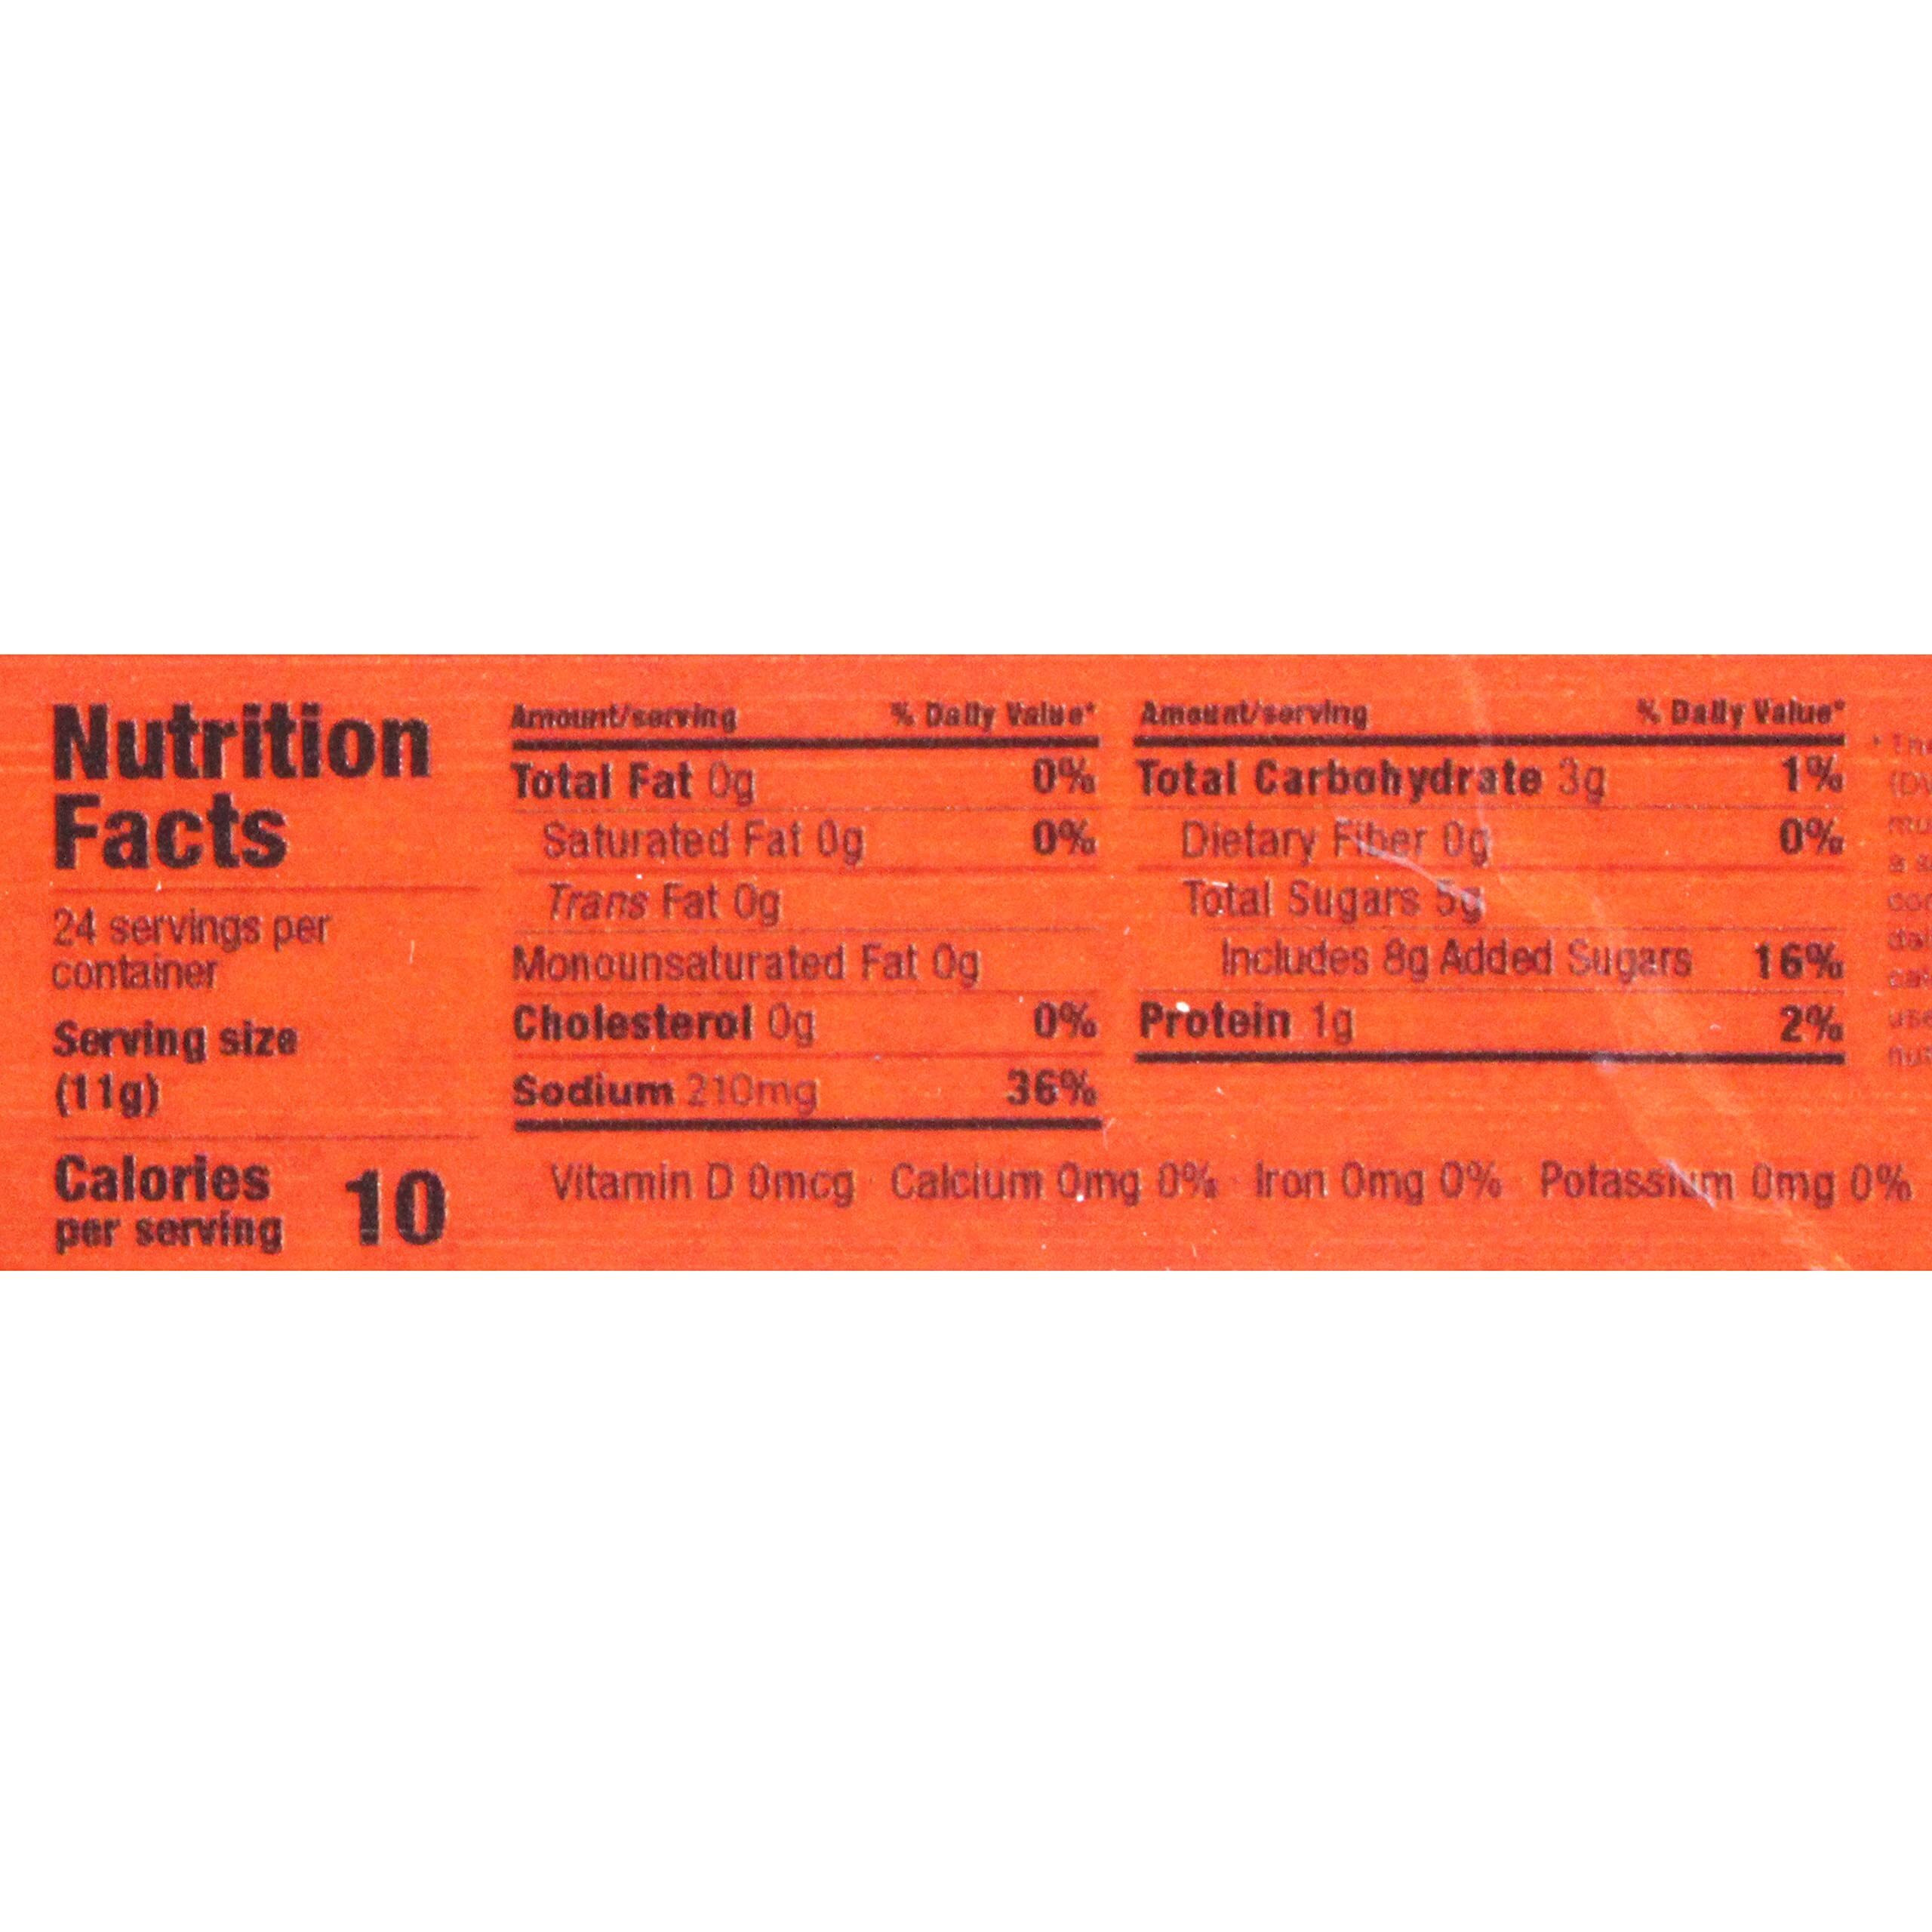 Nutrition
Facts
24 servings per
container
Serving size
(11g)
Calories
per serving 10
Amount/serving % Daily Value*
Total Fat 0g 0%
Saturated Fat 0g 0%
Trans Fat 0g
Monounsaturated Fat 0g
Cholesterol 0g 0%
Sodium 210mg 36%
Amount/serving % Daily Value*
Total Carbohydrate 3g 1%
Dietary Fiber 0g 0%
Total Sugars 5g
Includes 8g Added Sugars 16%
Protein 1g 2%
Vitamin D 0mcg Calcium 0mg 0% Iron 0mg 0% Potassium 0mg 0%